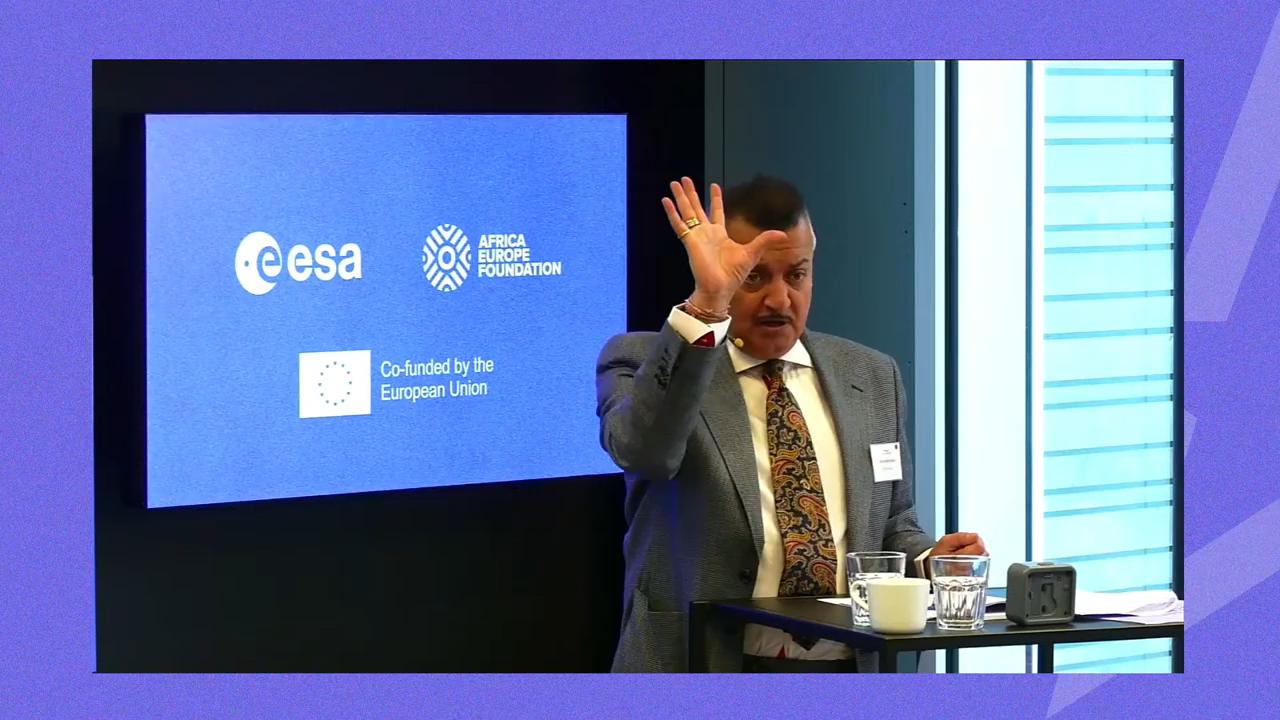 esa
AFRICA
EUROPE
FOUNDATION
Co-funded by the
European Union